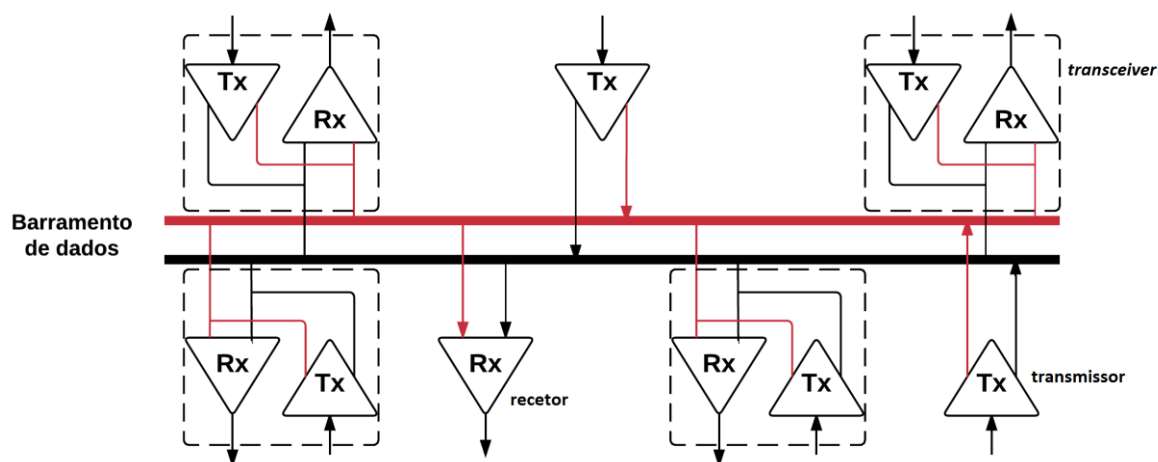 Tx
Rx
Tx
Tx
Rx
transceiver
Barramento
de dados
Rx
Tx
Rx
recetor
Rx
Tx
Tx
transmissor